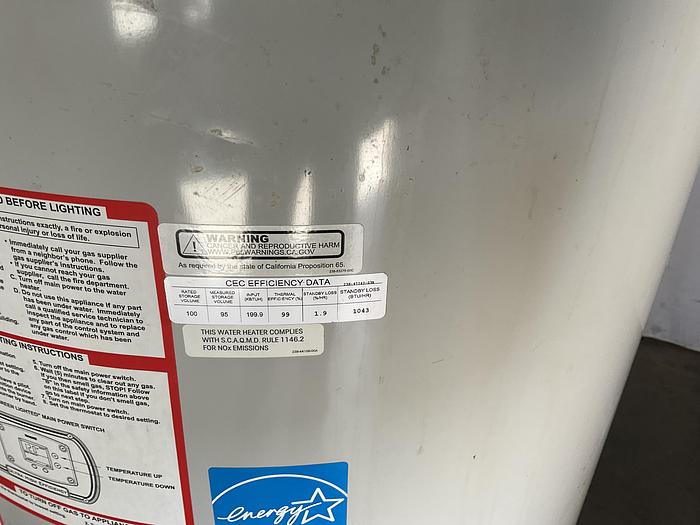 BEFORE LIGHTING
instructions exactly, a fire or explosion
personal injury or loss of life.
• Immediately call your gas supplier
from a neighbor's phone. Follow the
gas supplier's instructions.
• If you cannot reach your gas
supplier, call the fire department.
C. Turn off main power to the water
heater.
D. Do not use this appliance if any part
has been under water. Immediately
call a qualified service technician to
inspect the appliance and to replace
any part of the control system and
any gas control which has been
under water.
INSTRUCTIONS
5. Turn off the main power switch.
6. Wait (5) minutes to clear out any gas.
If you then smell gas, STOP! Follow
"B" in the safety information above
on this label if you don't smell gas,
go to next step.
7. Turn on main power switch.
8. Set the thermostat to desired setting.
MAIN POWER SWITCH
TEMPERATURE UP
TEMPERATURE DOWN
TO TURN OFF GAS TO
WARNING
CANCER AND REPRODUCTIVE HARM
WWW.P65WARNINGS.CA.GOV
As required by the state of California Proposition 65.
CEC EFFICIENCY DATA
RATED STORAGE VOLUME
MEASURED STORAGE VOLUME
INPUT (KBTU/H)
THERMAL EFFICIENCY (%)
STANDBY LOSS (%/HR)
STANDBY LOSS (BTU/HR)
100 95 199.9 99 1.9 1043
THIS WATER HEATER COMPLIES
WITH S.C.A.Q.M.D. RULE 1146.2
FOR NOx EMISSIONS
energy